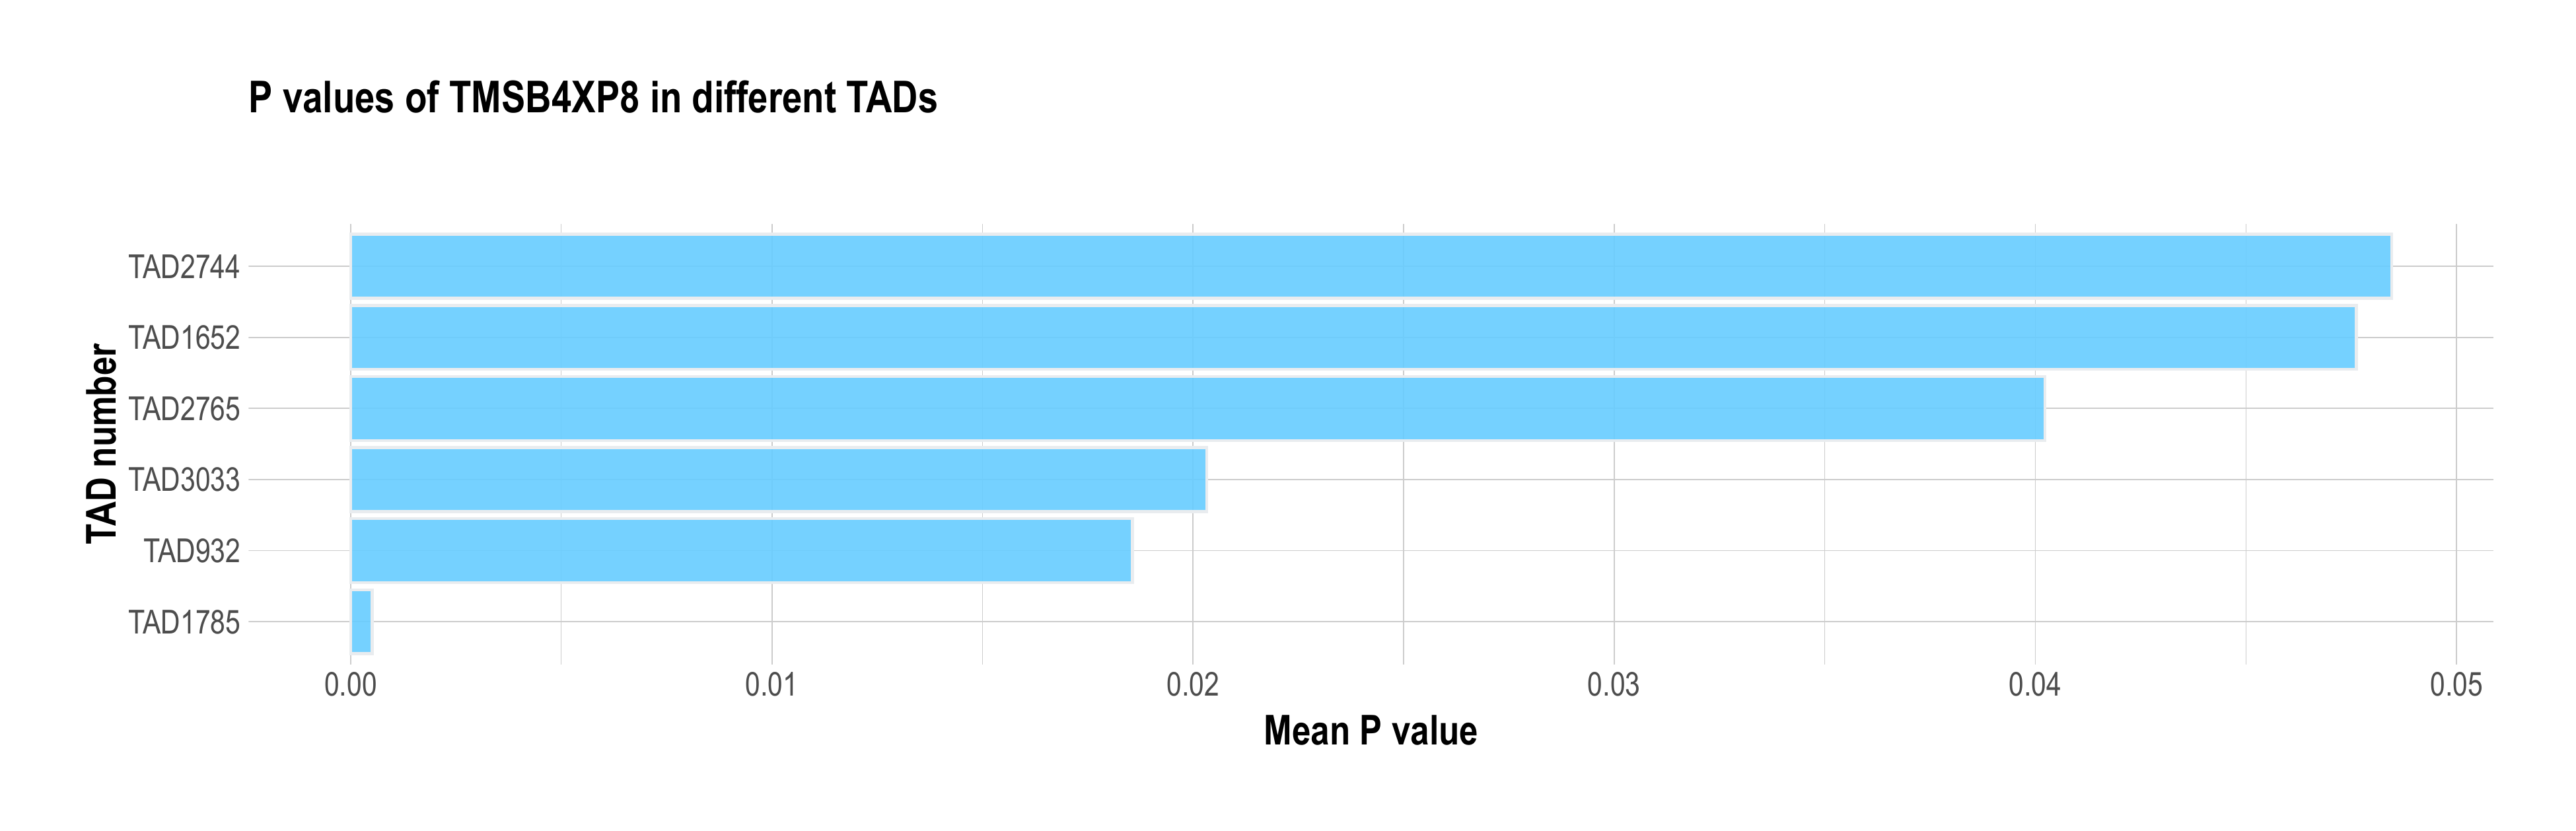 P values of TMSB4XP8 in different TADs
TAD number
TAD2744
TAD1652
TAD2765
TAD3033
TAD932
TAD1785
0.00 0.01 0.02 0.03 0.04 0.05
Mean P value